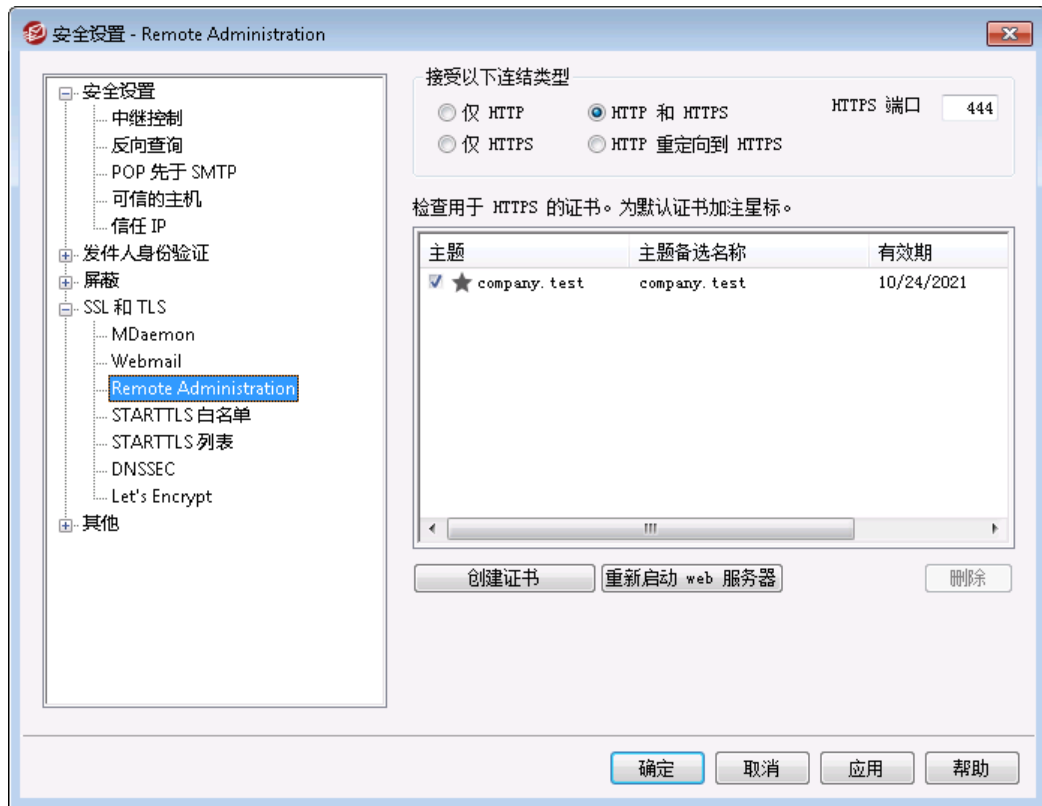 安全设置 - Remote Administration
安全设置
中继控制
反向查询
POP 先于 SMTP
可信的主机
信任 IP
发件人身份验证
屏蔽
SSL 和 TLS
MDaemon
Webmail
Remote Administration
STARTTLS 白名单
STARTTLS 列表
DNSSEC
Let's Encrypt
其他
接受以下连结类型
仅 HTTP
HTTP 和 HTTPS
HTTPS 端口 444
仅 HTTPS
HTTP 重定向到 HTTPS
检查用于 HTTPS 的证书。为默认证书加注星标。
主题 主题备选名称 有效期
company.test company.test 10/24/2021
创建证书 重新启动 web 服务器 删除
确定 取消 应用 帮助